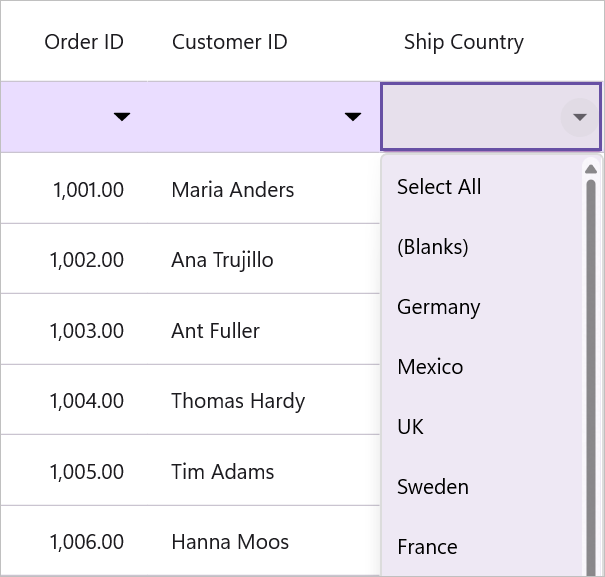 Order ID Customer ID Ship Country
Select All
1,001.00 Maria Anders
(Blanks)
1,002.00 Ana Trujillo
Germany
1,003.00 Ant Fuller
Mexico
1,004.00 Thomas Hardy
UK
1,005.00 Tim Adams
Sweden
1,006.00 Hanna Moos
France